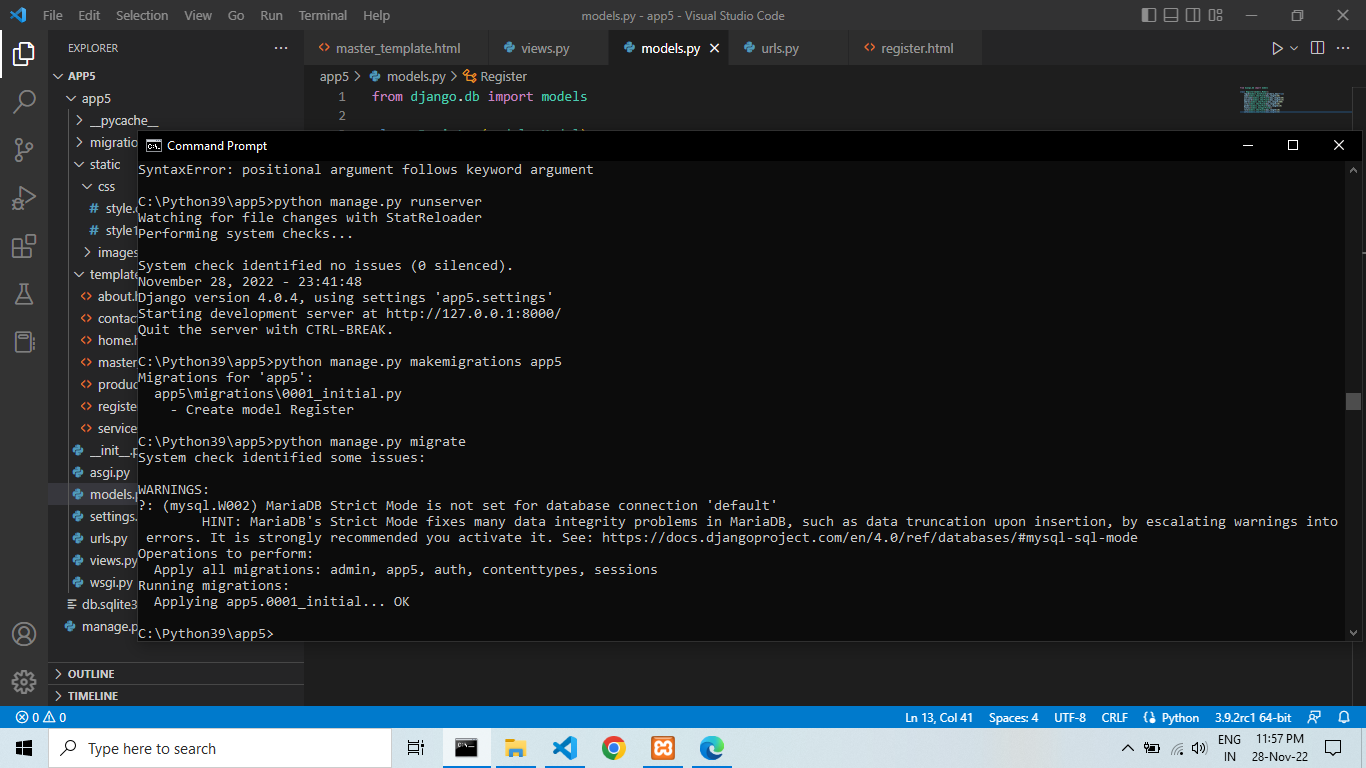 File Edit Selection View Go Run Terminal Help models.py - app5 - Visual Studio Code
EXPLORER
master_template.html views.py models.py urls.py register.html
APP5
app5 > models.py > Register
app5
1 from django.db import models
__pycache__
2
migratio
Command Prompt
static
css
style.
style1
images
template
about.h
contac
home.h
master
produc
registe
service
__init__.p
asgi.py
models.p
settings.
urls.py
views.py
wsgi.py
db.sqlite3
manage.p
OUTLINE
TIMELINE
SyntaxError: positional argument follows keyword argument
C:\Python39\app5>python manage.py runserver
Watching for file changes with StatReloader
Performing system checks...
System check identified no issues (0 silenced).
November 28, 2022 - 23:41:48
Django version 4.0.4, using settings 'app5.settings'
Starting development server at http://127.0.0.1:8000/
Quit the server with CTRL-BREAK.
C:\Python39\app5>python manage.py makemigrations app5
Migrations for 'app5':
app5\migrations\0001_initial.py
- Create model Register
C:\Python39\app5>python manage.py migrate
System check identified some issues:
WARNINGS:
?: (mysql.W002) MariaDB Strict Mode is not set for database connection 'default'
HINT: MariaDB's Strict Mode fixes many data integrity problems in MariaDB, such as data truncation upon insertion, by escalating warnings into
errors. It is strongly recommended you activate it. See: https://docs.djangoproject.com/en/4.0/ref/databases/#mysql-sql-mode
Operations to perform:
Apply all migrations: admin, app5, auth, contenttypes, sessions
Running migrations:
Applying app5.0001_initial... OK
C:\Python39\app5>
0 0 Ln 13, Col 41 Spaces: 4 UTF-8 CRLF Python 3.9.2rc1 64-bit
Type here to search
ENG 11:57 PM
IN 28-Nov-22